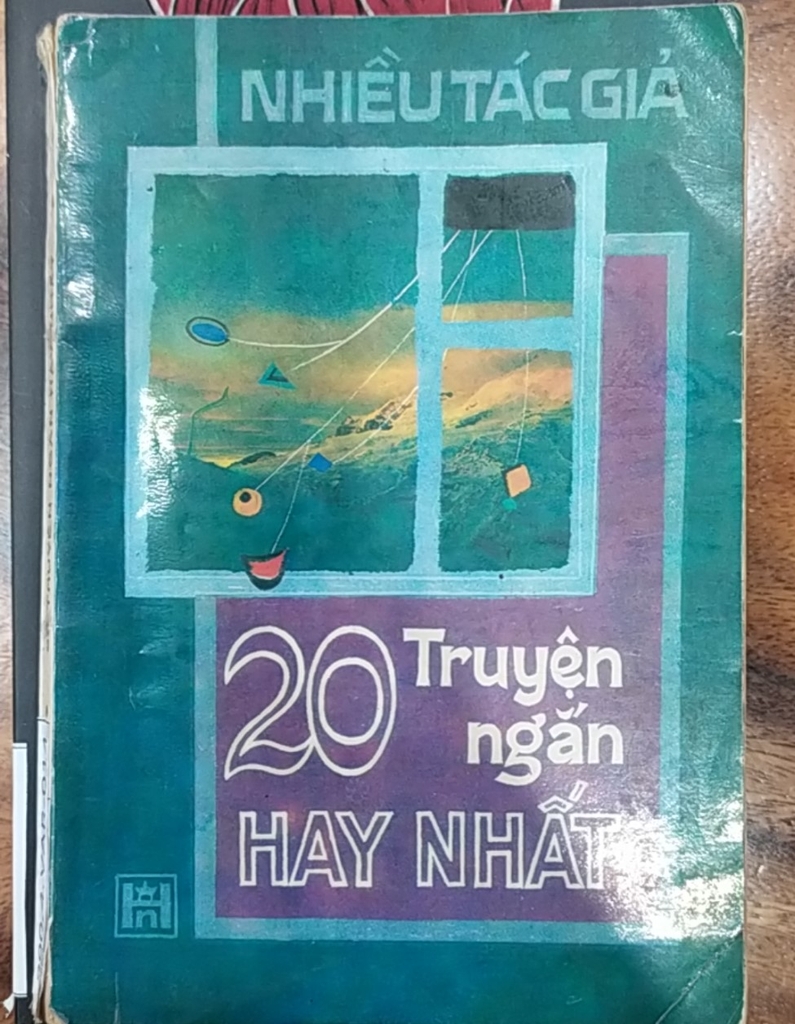 NHIỀU TÁC GIẢ
20 Truyện
ngắn
HAY NHẤT